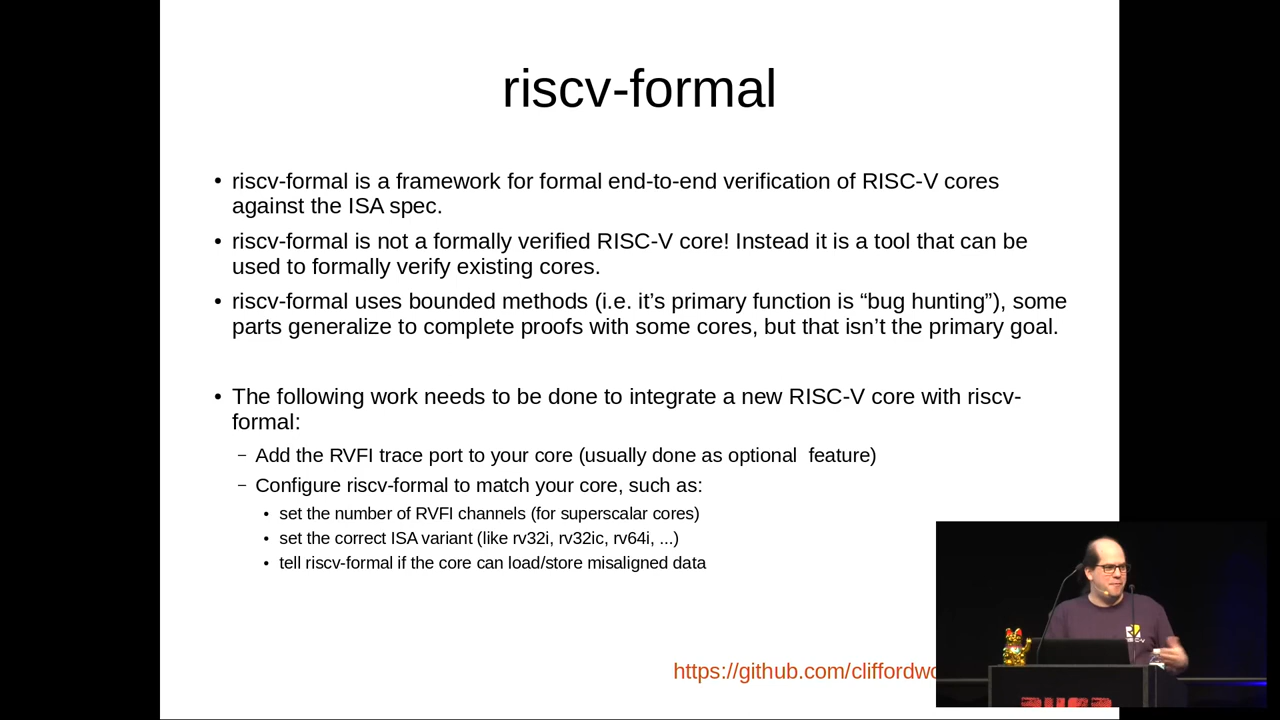 riscv-formal
• riscv-formal is a framework for formal end-to-end verification of RISC-V cores
against the ISA spec.
• riscv-formal is not a formally verified RISC-V core! Instead it is a tool that can be
used to formally verify existing cores.
• riscv-formal uses bounded methods (i.e. it’s primary function is “bug hunting”), some
parts generalize to complete proofs with some cores, but that isn’t the primary goal.
• The following work needs to be done to integrate a new RISC-V core with riscv-
formal:
– Add the RVFI trace port to your core (usually done as optional  feature)
– Configure riscv-formal to match your core, such as:
• set the number of RVFI channels (for superscalar cores)
• set the correct ISA variant (like rv32i, rv32ic, rv64i, ...)
• tell riscv-formal if the core can load/store misaligned data
https://github.com/cliffordwo